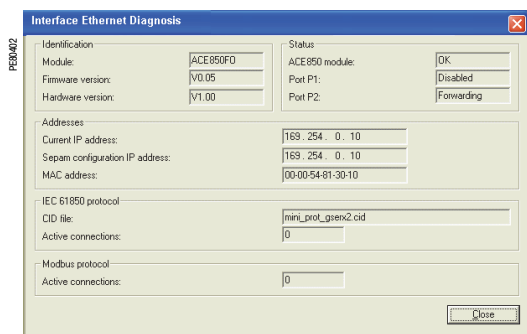 PE80402
Interface Ethernet Diagnosis
Identification
Module: ACE850FO
Firmware version: V0.05
Hardware version: V1.00
Status
ACE850 module: OK
Port P1: Disabled
Port P2: Forwarding
Addresses
Current IP address: 169 . 254 . 0 . 10
Sepam configuration IP address: 169 . 254 . 0 . 10
MAC address: 00-00-54-81-30-10
IEC 61850 protocol
CID file: mini_prot_gserx2.cid
Active connections: 0
Modbus protocol
Active connections: 0
Close